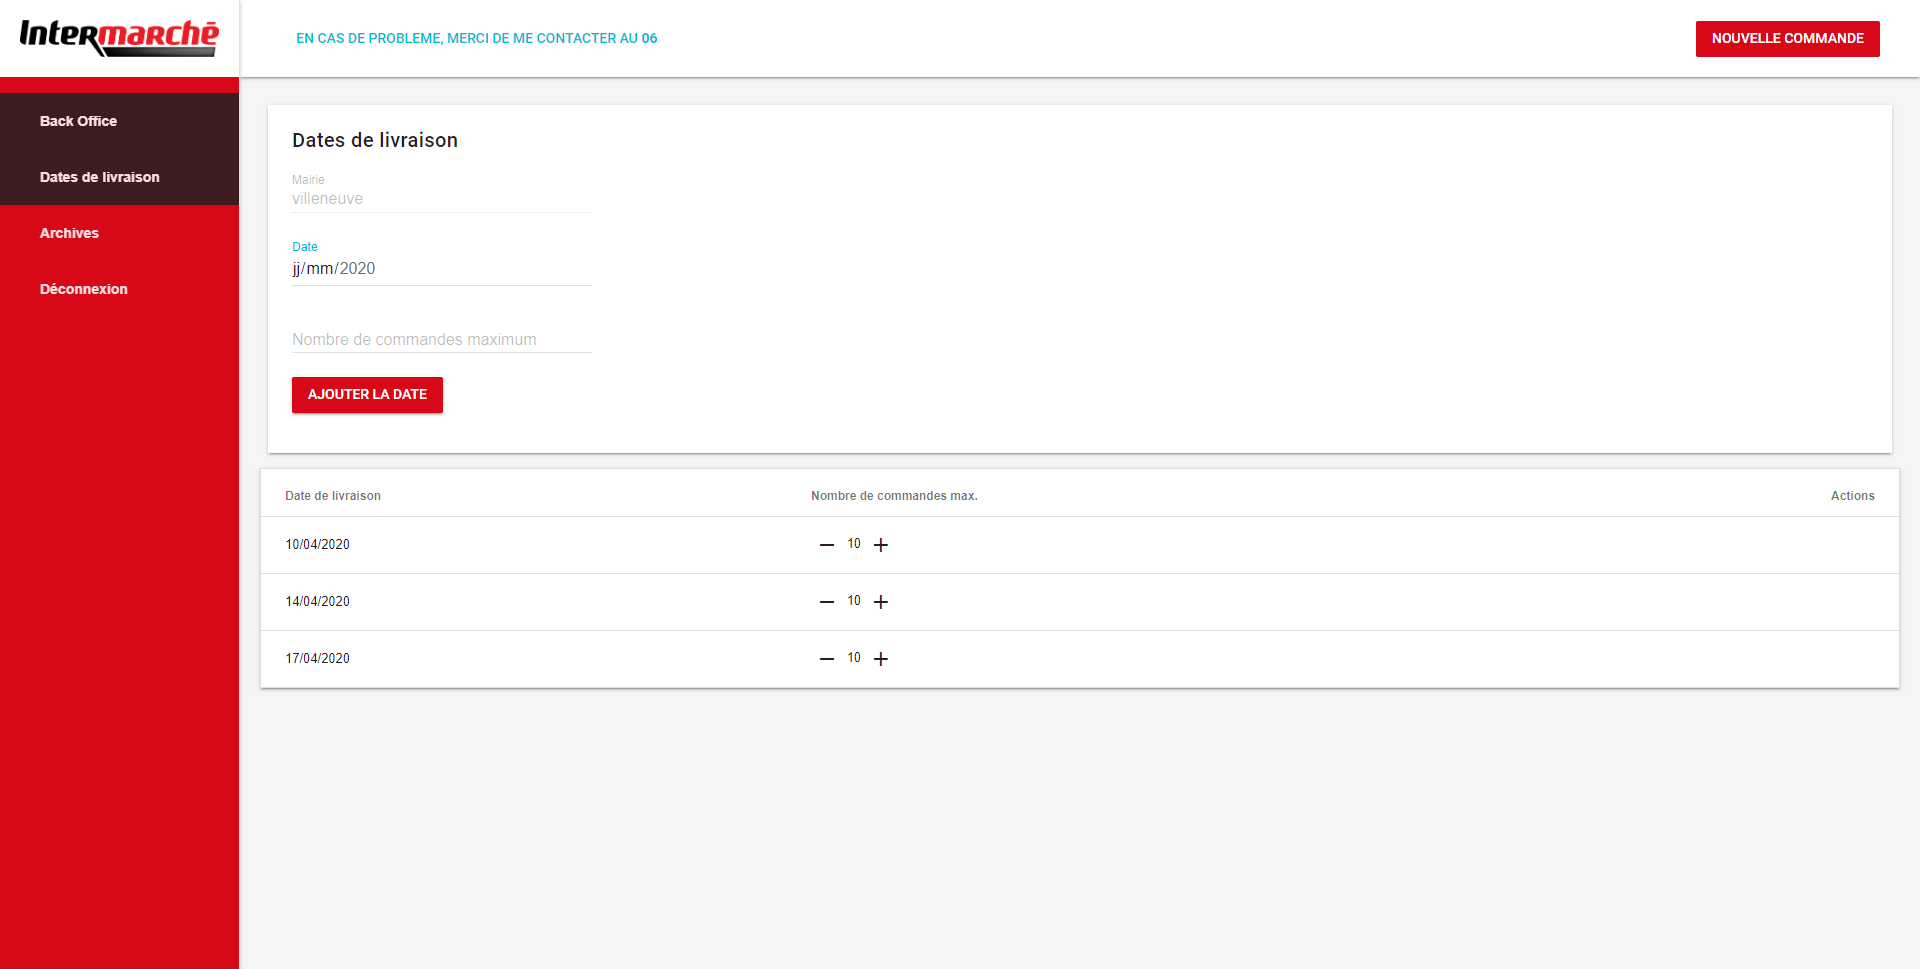 Intermarché
EN CAS DE PROBLEME, MERCI DE ME CONTACTER AU 06
NOUVELLE COMMANDE
Back Office
Dates de livraison
Archives
Déconnexion
Dates de livraison
Mairie
villeneuve
Date
jj/mm/2020
Nombre de commandes maximum
AJOUTER LA DATE
Date de livraison Nombre de commandes max. Actions
10/04/2020 — 10 +
14/04/2020 — 10 +
17/04/2020 — 10 +